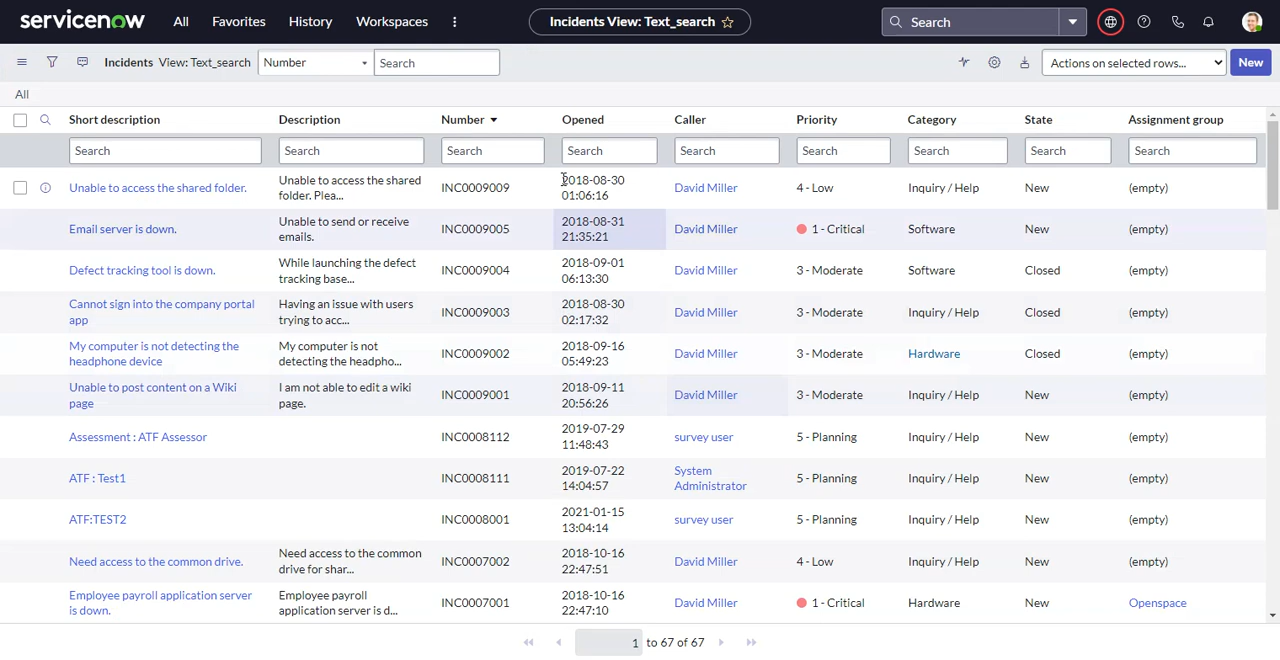 servicenow All Favorites History Workspaces Incidents View: Text_search Search
Incidents View: Text_search Number Search Actions on selected rows... New
All
Short description Description Number Opened Caller Priority Category State Assignment group
Search Search Search Search Search Search Search Search Search
Unable to access the shared folder. Unable to access the shared INC0009009 2018-08-30 David Miller 4 - Low Inquiry / Help New (empty)
folder. Plea... 01:06:16
Email server is down. Unable to send or receive INC0009005 2018-08-31 David Miller 1 - Critical Software New (empty)
emails. 21:35:21
Defect tracking tool is down. While launching the defect INC0009004 2018-09-01 David Miller 3 - Moderate Software Closed (empty)
tracking base... 06:13:30
Cannot sign into the company portal Having an issue with users INC0009003 2018-08-30 David Miller 3 - Moderate Inquiry / Help Closed (empty)
app trying to acc... 02:17:32
My computer is not detecting the My computer is not INC0009002 2018-09-16 David Miller 3 - Moderate Hardware Closed (empty)
headphone device detecting the headpho... 05:49:23
Unable to post content on a Wiki I am not able to edit a wiki INC0009001 2018-09-11 David Miller 3 - Moderate Inquiry / Help New (empty)
page page. 20:56:26
Assessment : ATF Assessor INC0008112 2019-07-29 survey user 5 - Planning Inquiry / Help New (empty)
11:48:43
ATF : Test1 INC0008111 2019-07-22 System 5 - Planning Inquiry / Help New (empty)
14:04:57 Administrator
ATF:TEST2 INC0008001 2021-01-15 survey user 5 - Planning Inquiry / Help New (empty)
13:04:14
Need access to the common drive. Need access to the common INC0007002 2018-10-16 David Miller 4 - Low Inquiry / Help New (empty)
drive for shar... 22:47:51
Employee payroll application server Employee payroll INC0007001 2018-10-16 David Miller 1 - Critical Hardware New Openspace
is down. application server is d... 22:47:10
1 to 67 of 67